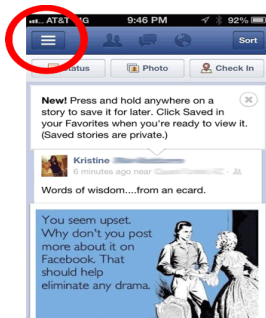 AT&T 4G 9:46 PM 92%
Sort
Status Photo Check In
New! Press and hold anywhere on a
story to save it for later. Click Saved in
your Favorites when you're ready to view it.
(Saved stories are private.)
Kristine
6 minutes ago near
Words of wisdom....from an ecard.
You seem upset.
Why don't you post
more about it on
Facebook. That
should help
eliminate any drama.